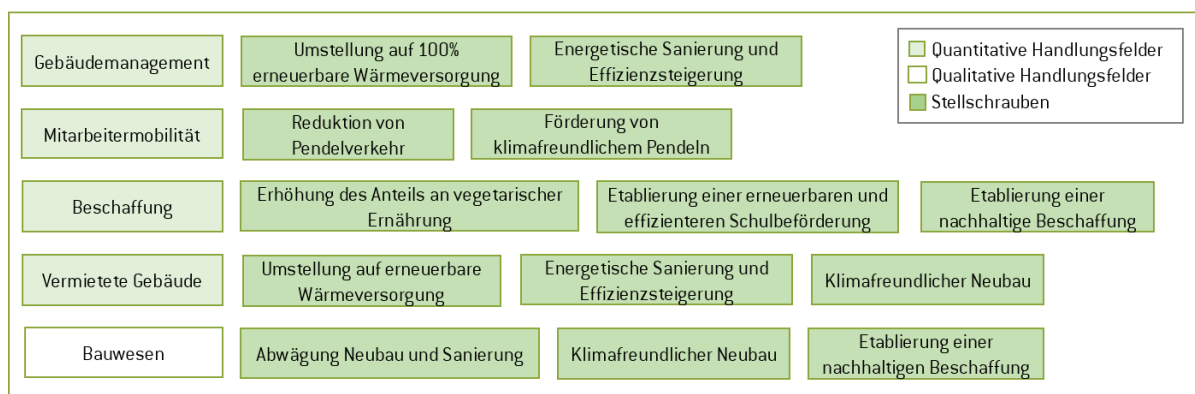 Gebäudemanagement
Umstellung auf 100%
erneuerbare Wärmeversorgung
Energetische Sanierung und
Effizienzsteigerung
Quantitative Handlungsfelder
Qualitative Handlungsfelder
Stellschrauben
Mitarbeitermobilität
Reduktion von
Pendelverkehr
Förderung von
klimafreundlichem Pendeln
Beschaffung
Erhöhung des Anteils an vegetarischer
Ernährung
Etablierung einer erneuerbaren und
effizienteren Schulbeförderung
Etablierung einer
nachhaltige Beschaffung
Vermietete Gebäude
Umstellung auf erneuerbare
Wärmeversorgung
Energetische Sanierung und
Effizienzsteigerung
Klimafreundlicher Neubau
Bauwesen
Abwägung Neubau und Sanierung
Klimafreundlicher Neubau
Etablierung einer
nachhaltigen Beschaffung